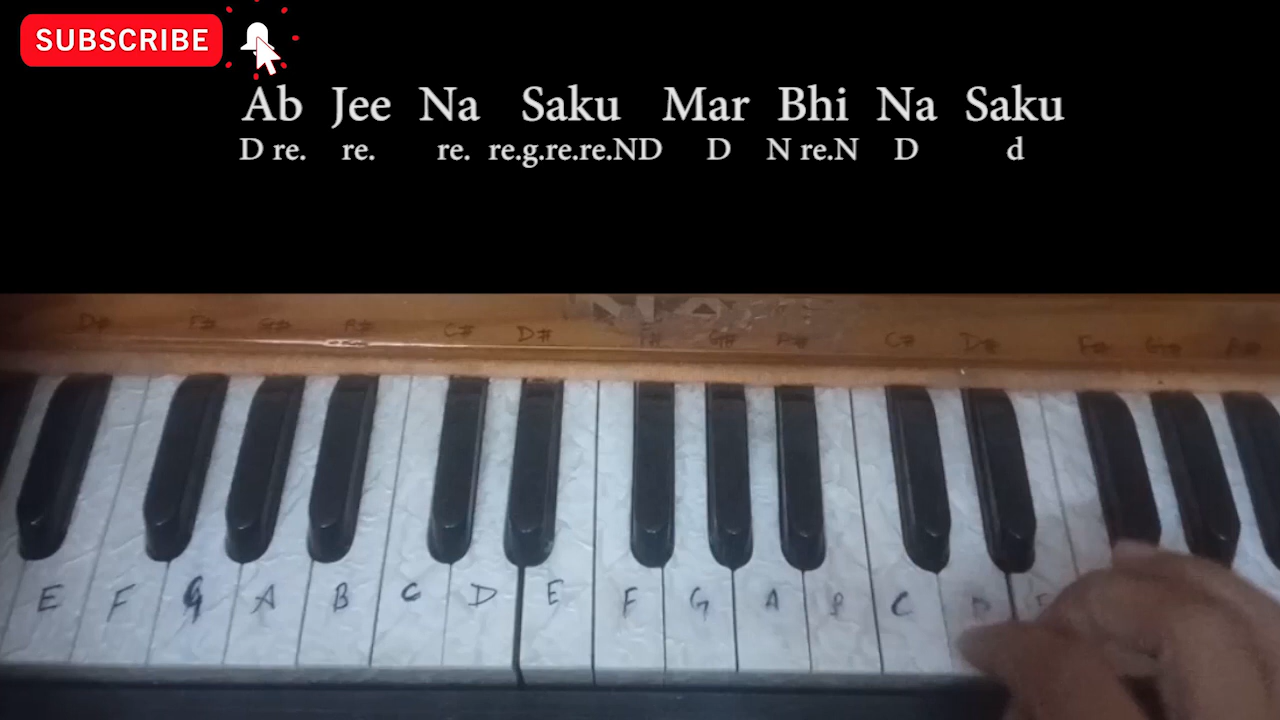 SUBSCRIBE
Ab Jee Na Saku Mar Bhi Na Saku
D re. re. re. re.g.re.re.ND D N re.N D d
D# F# G# A# C# D# F# G# A# C# D# F# G# A#
E F G A B C D E F G A B C D